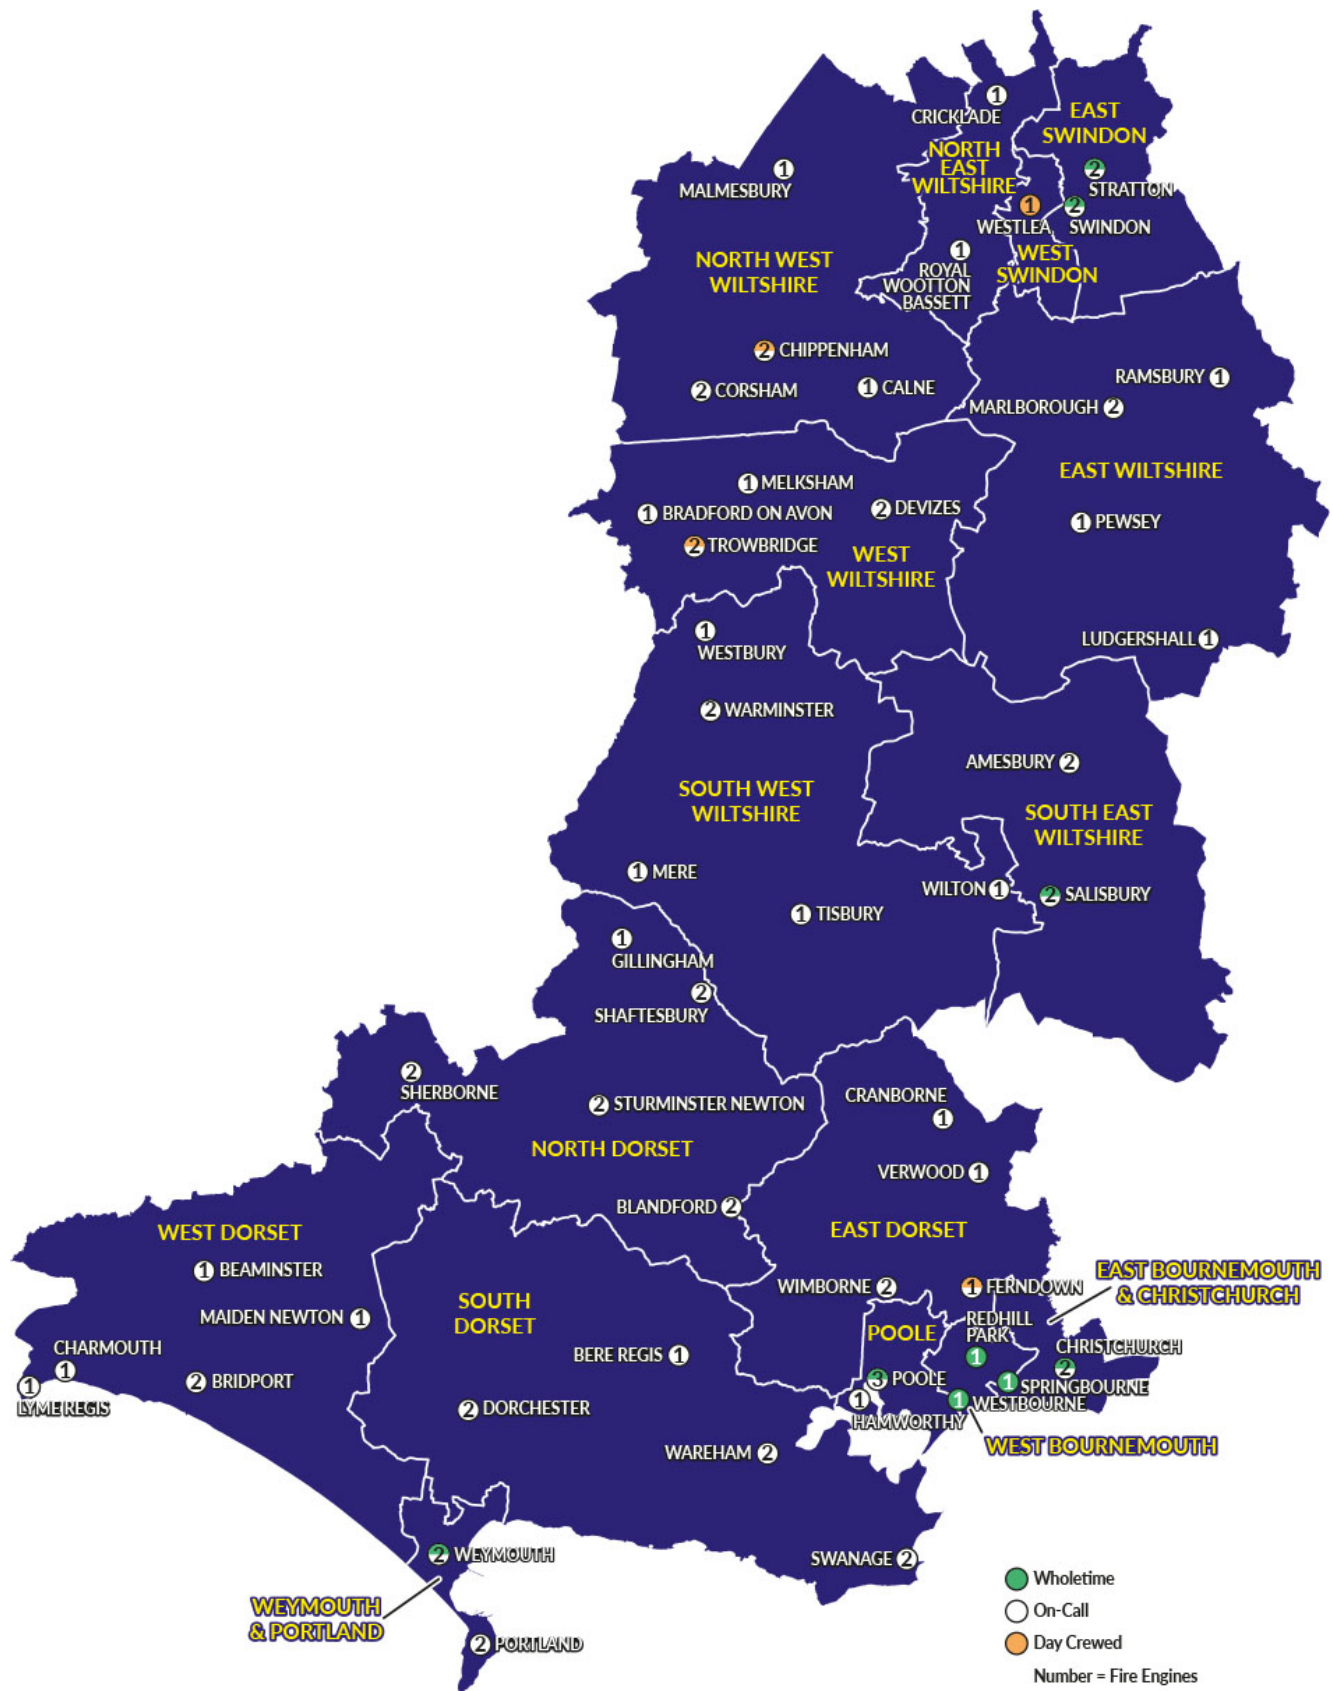 1
CRICKLADE
EAST
SWINDON
NORTH
EAST
WILTSHIRE
1
MALMESBURY
2
STRATTON
1
WESTLEA
2
SWINDON
NORTH WEST
WILTSHIRE
1
ROYAL
WOOTTON
BASSETT
WEST
SWINDON
2 CHIPPENHAM
2 CORSHAM
1 CALNE
RAMSBURY 1
MARLBOROUGH 2
EAST WILTSHIRE
1 MELKSHAM
1 BRADFORD ON AVON
2 DEVIZES
1 PEWSEY
2 TROWBRIDGE
WEST
WILTSHIRE
1
WESTBURY
LUDGERSHALL 1
2 WARMINSTER
AMESBURY 2
SOUTH WEST
WILTSHIRE
SOUTH EAST
WILTSHIRE
1 MERE
WILTON 1
2 SALISBURY
1 TISBURY
1
GILLINGHAM
2
SHAFTESBURY
2
SHERBORNE
2 STURMINSTER NEWTON
CRANBORNE
1
NORTH DORSET
VERWOOD 1
BLANDFORD 2
WEST DORSET
EAST DORSET
1 BEAMINSTER
EAST BOURNEMOUTH
& CHRISTCHURCH
WIMBORNE 2
1 FERNDOWN
SOUTH
DORSET
MAIDEN NEWTON 1
POOLE
REDHILL
PARK
1
CHARMOUTH
1
BERE REGIS 1
CHRISTCHURCH
2
1
LYME REGIS
2 BRIDPORT
3 POOLE
1 SPRINGBOURNE
1
HAMWORTHY
1
WESTBOURNE
2 DORCHESTER
WEST BOURNEMOUTH
WAREHAM 2
2 WEYMOUTH
SWANAGE 2
WEYMOUTH
& PORTLAND
2 PORTLAND
Wholetime
On-Call
Day Crewed
Number = Fire Engines